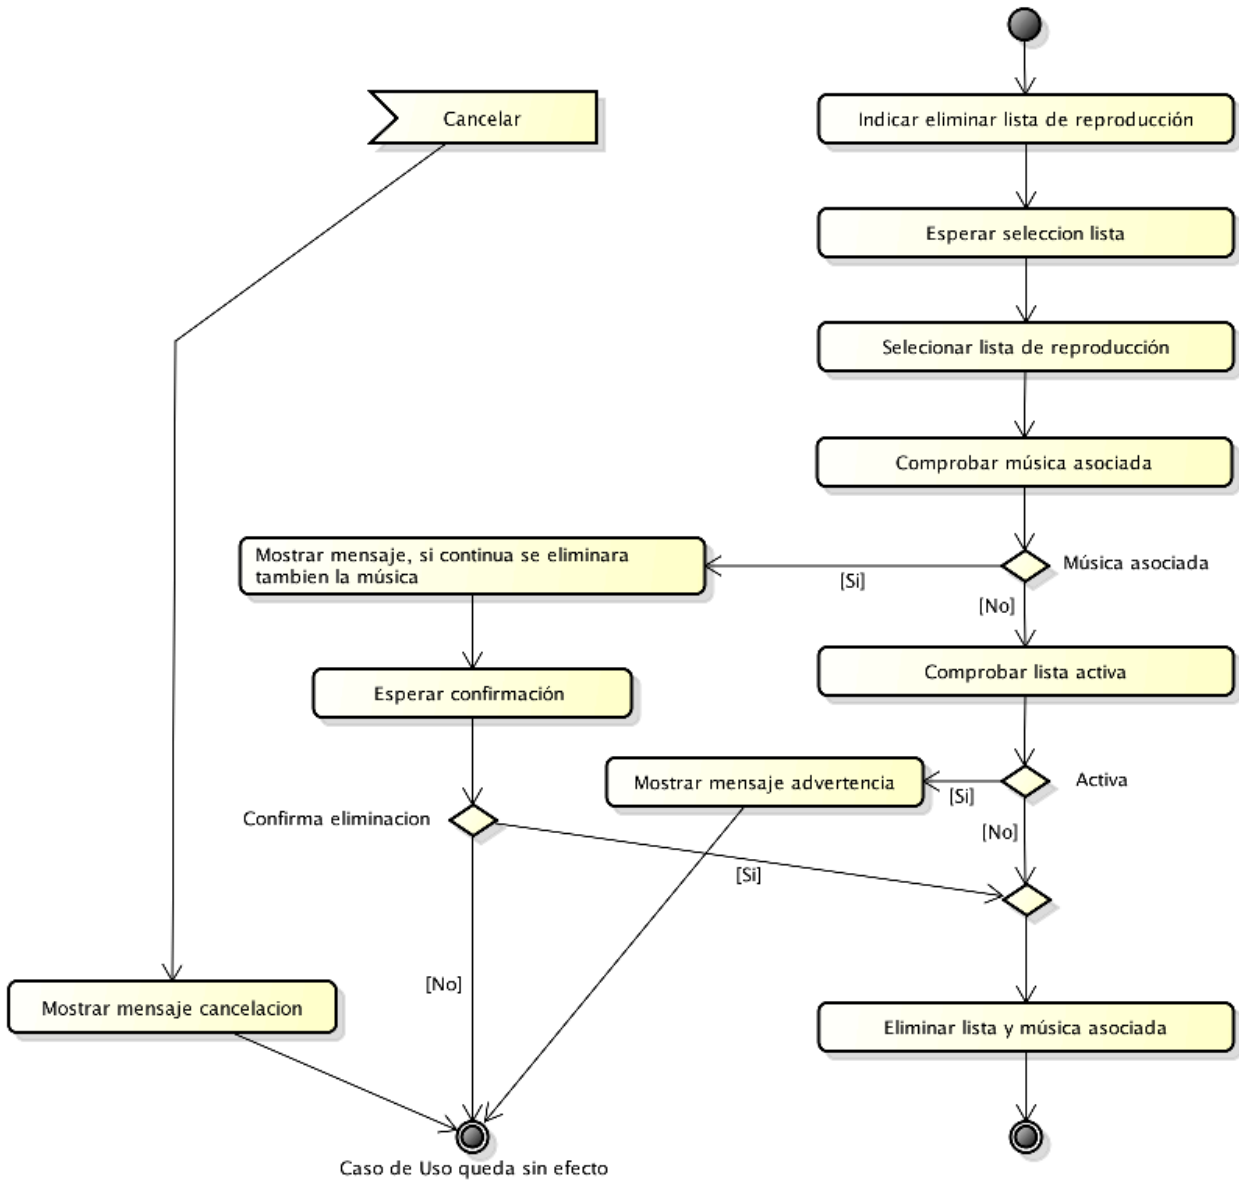 Cancelar
Indicar eliminar lista de reproducción
Esperar seleccion lista
Selecionar lista de reproducción
Comprobar música asociada
Mostrar mensaje, si continua se eliminara
tambien la música
[Si]
Música asociada
[No]
Comprobar lista activa
Esperar confirmación
Mostrar mensaje advertencia
[Si]
Activa
Confirma eliminacion
[No]
[Si]
[No]
Mostrar mensaje cancelacion
Eliminar lista y música asociada
Caso de Uso queda sin efecto